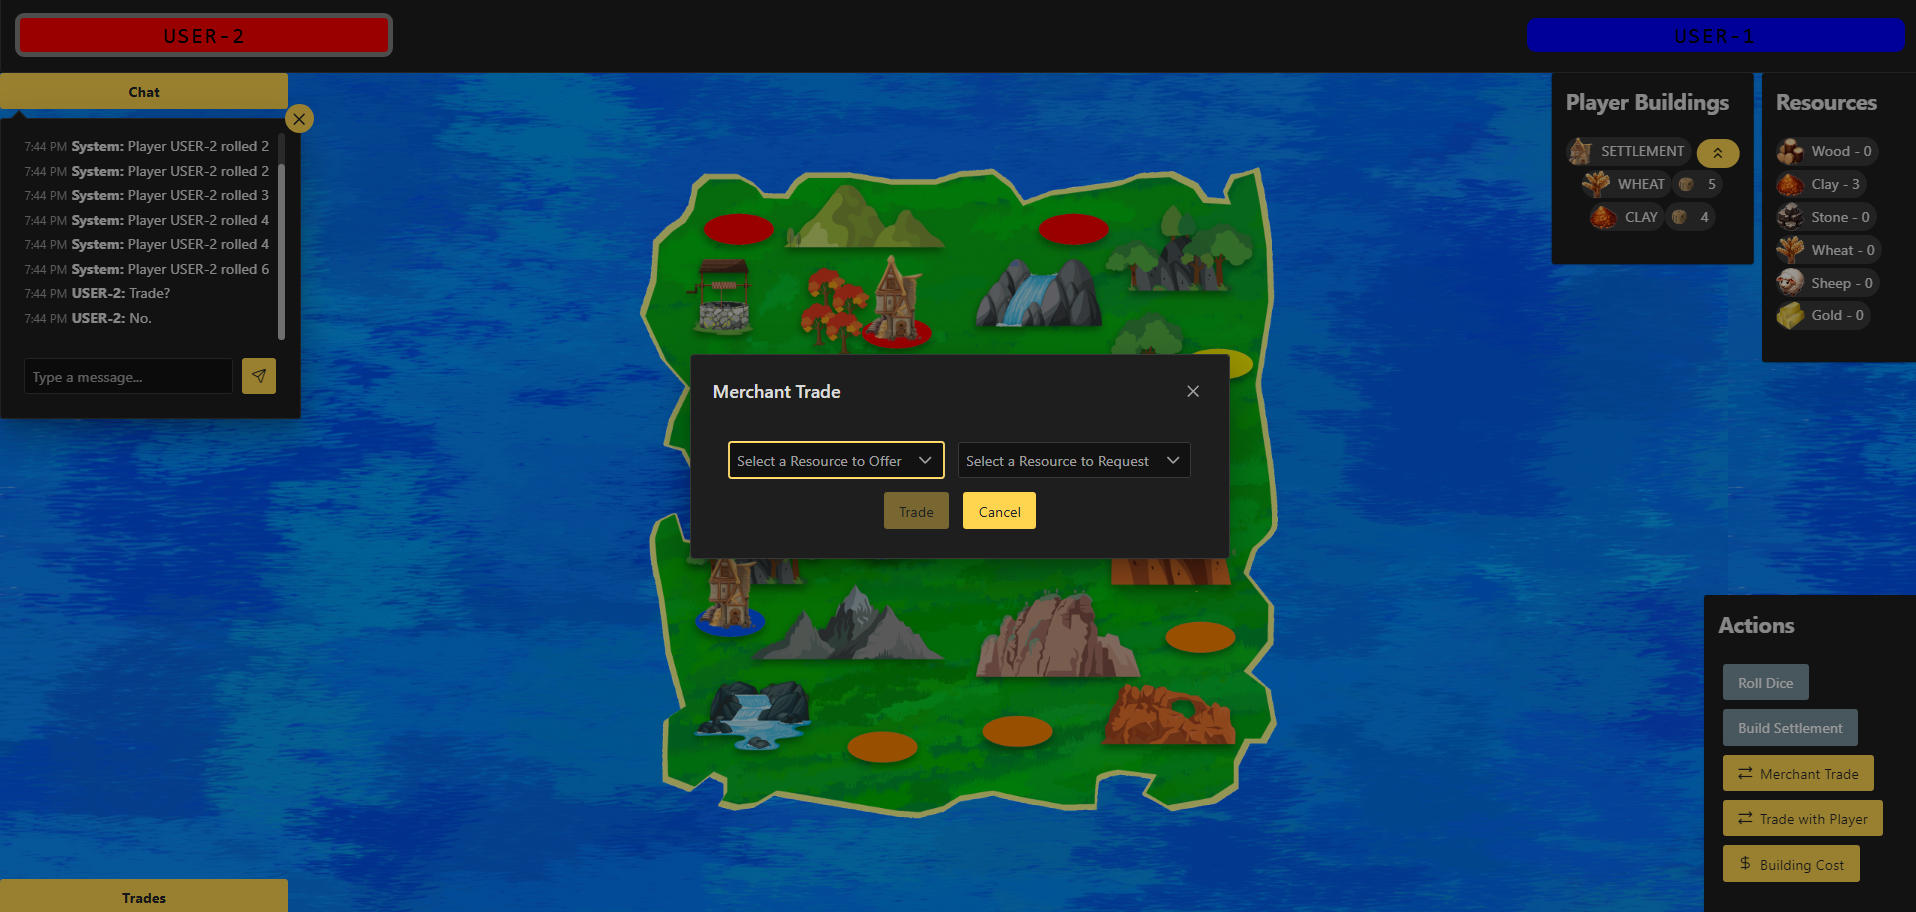 USER-2
USER-1
Chat
7:44 PM System: Player USER-2 rolled 2
7:44 PM System: Player USER-2 rolled 2
7:44 PM System: Player USER-2 rolled 3
7:44 PM System: Player USER-2 rolled 4
7:44 PM System: Player USER-2 rolled 4
7:44 PM System: Player USER-2 rolled 6
7:44 PM USER-2: Trade?
7:44 PM USER-2: No.
Type a message...
Player Buildings
SETTLEMENT
WHEAT 5
CLAY 4
Resources
Wood - 0
Clay - 3
Stone - 0
Wheat - 0
Sheep - 0
Gold - 0
Merchant Trade
Select a Resource to Offer
Select a Resource to Request
Trade
Cancel
Actions
Roll Dice
Build Settlement
Merchant Trade
Trade with Player
$ Building Cost
Trades